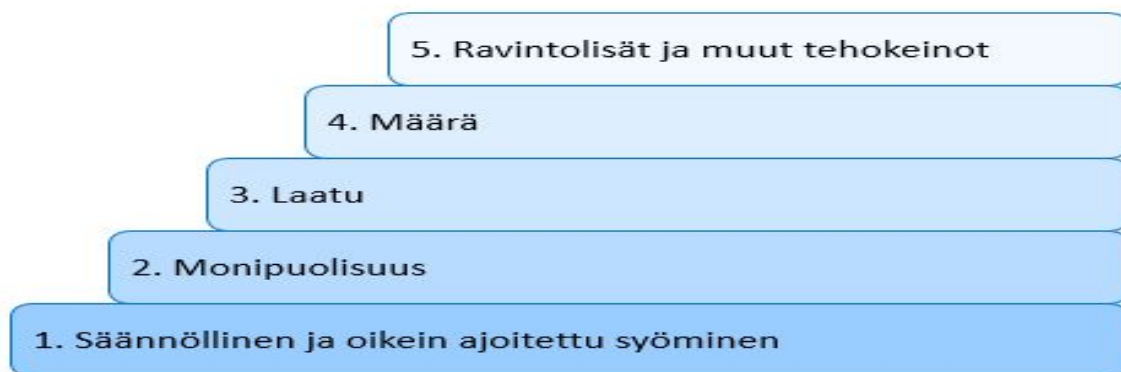 5. Ravintolisät ja muut tehokeinot
4. Määrä
3. Laatu
2. Monipuolisuus
1. Säännöllinen ja oikein ajoitettu syöminen